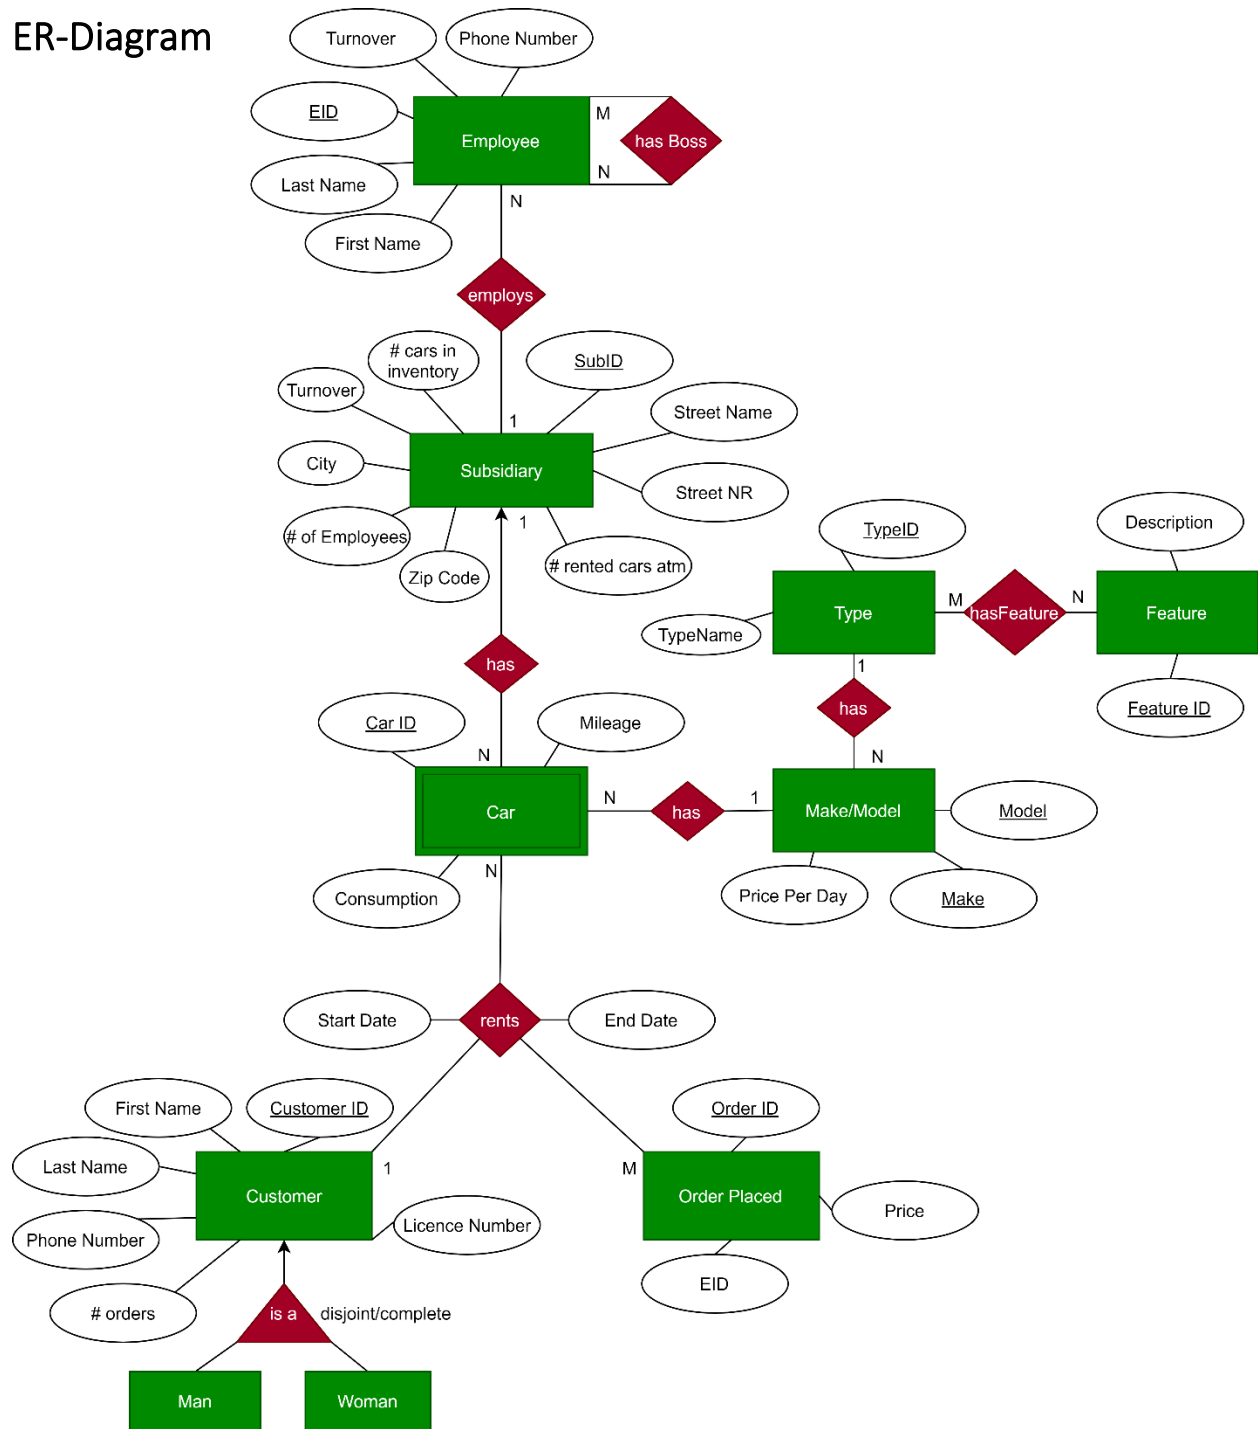 ER-Diagram
Turnover
Phone Number
EID
M
Employee
has Boss
N
Last Name
N
First Name
employs
# cars in
inventory
SubID
Turnover
Street Name
1
City
Subsidiary
Street NR
1
# of Employees
Zip Code
# rented cars atm
TypeID
Description
Type
M
hasFeature
N
Feature
TypeName
has
1
Feature ID
has
Car ID
Mileage
N
N
Car
N
has
1
Make/Model
Model
N
Consumption
Price Per Day
Make
Start Date
rents
End Date
First Name
Customer ID
Order ID
Last Name
1
M
Customer
Order Placed
Licence Number
Price
Phone Number
EID
# orders
is a
disjoint/complete
Man
Woman